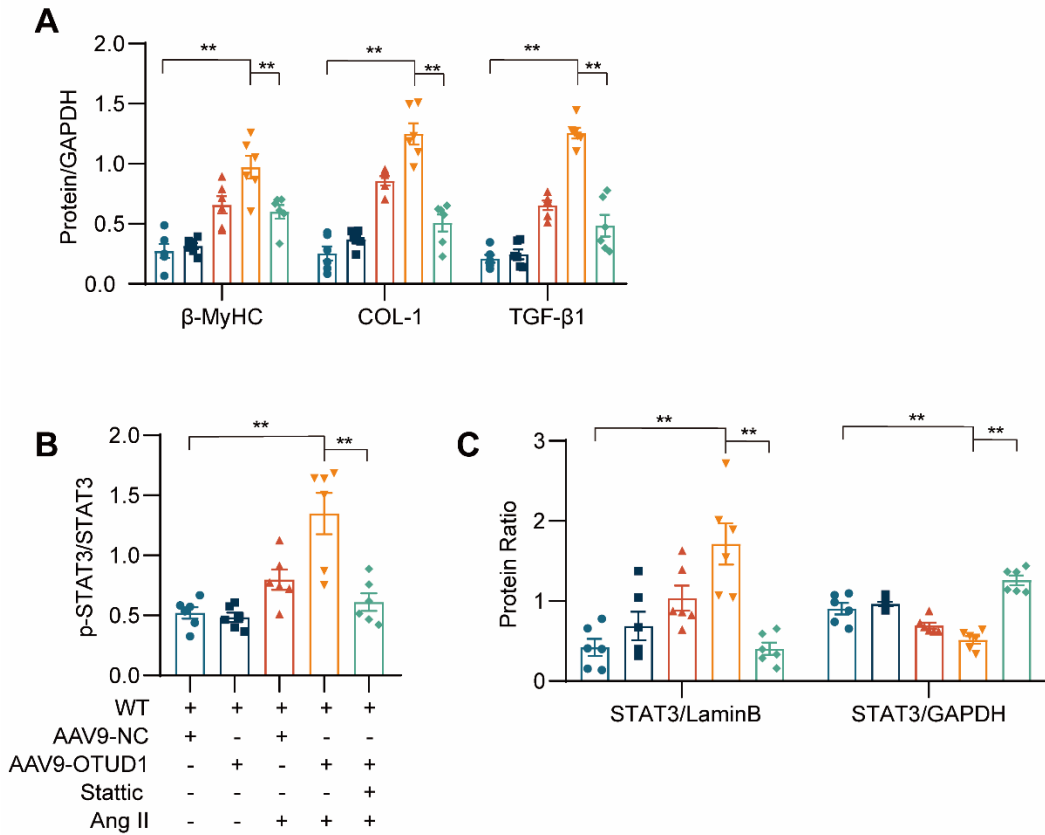 A
2.0
** ** **
** ** **
1.5
Protein/GAPDH
1.0
0.5
0.0
β-MyHC COL-1 TGF-β1
B
2.0
**
**
1.5
p-STAT3/STAT3
1.0
0.5
0.0
WT + + + + +
AAV9-NC + - + - -
AAV9-OTUD1 - + - + +
Stattic - - - - +
Ang II - - + + +
C
3
** **
** **
Protein Ratio
2
1
0
STAT3/LaminB STAT3/GAPDH